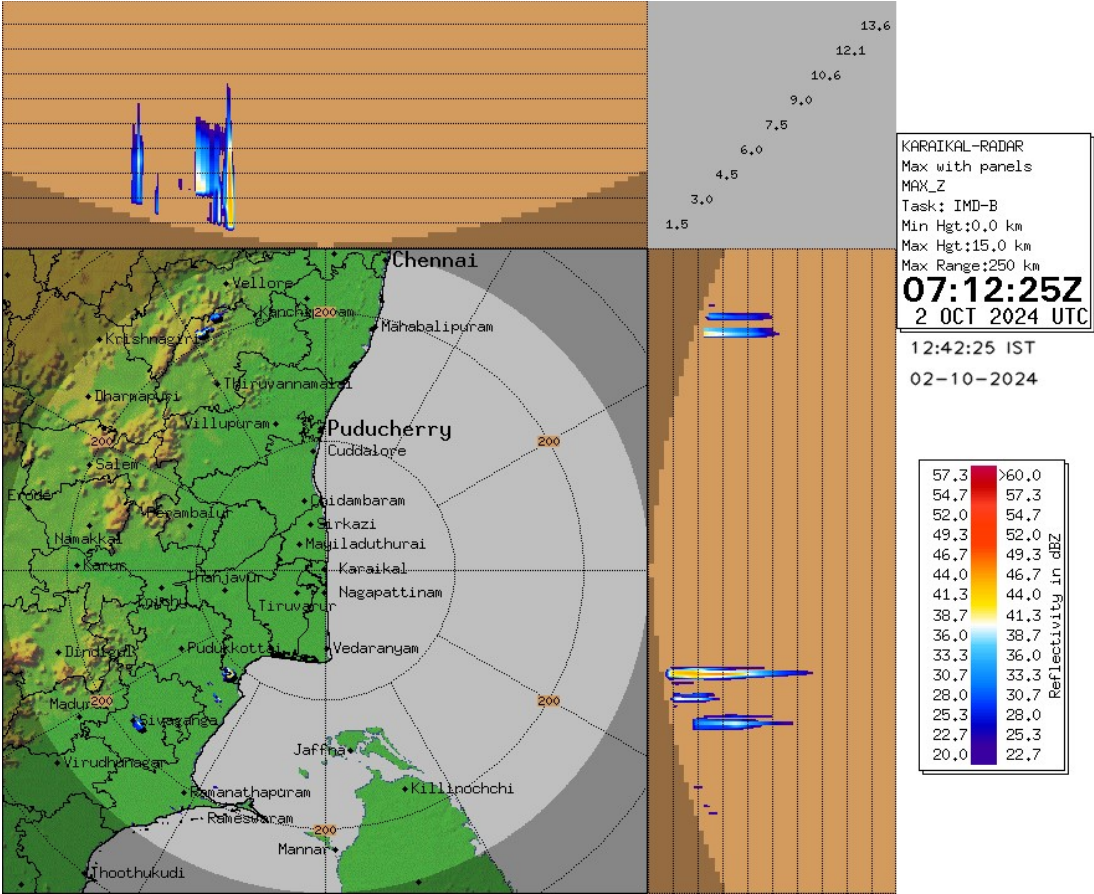 13.6
12.1
10.6
9.0
7.5
6.0
4.5
3.0
1.5
KARAIKAL-RADAR
Max with panels
MAX_Z
Task: IMD-B
Min Hgt:0.0 km
Max Hgt:15.0 km
Max Range:250 km
07:12:25Z
2 OCT 2024 UTC
12:42:25 IST
02-10-2024
Chennai
Vellore
200
Mahabalipuram
Krishnagiri
Thiruvannamalai
Dharmapuri
Villupuram
Puducherry
200
200
Cuddalore
Salem
Erode
Chidambaram
Perambalur
Sirkazi
Namakkal
Mayiladuthurai
Karur
Karaikal
Thanjavur
Nagapattinam
Tiruvarur
Dindigul
Pudukkottai
Vedaranyam
200
200
Sivaganga
Jaffna
Virudhunagar
Ramanathapuram
Killinochchi
Rameswaram
200
Mannar
Thoothukudi
57.3 >60.0
54.7 57.3
52.0 54.7
49.3 52.0
46.7 49.3
44.0 46.7
41.3 44.0
38.7 41.3
36.0 38.7
33.3 36.0
30.7 33.3
28.0 30.7
25.3 28.0
22.7 25.3
20.0 22.7
Reflectivity in dBZ